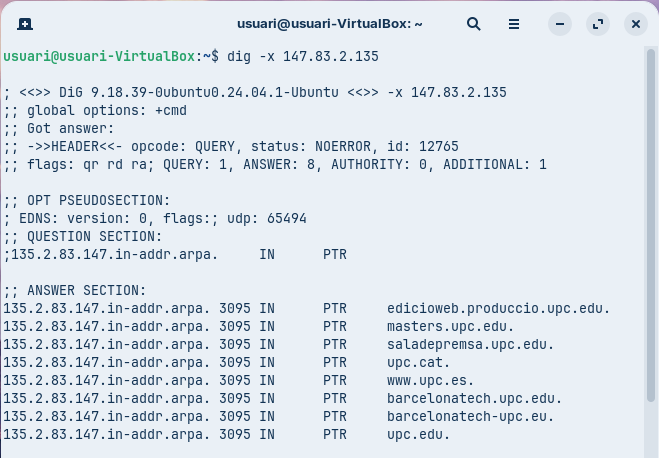 usuari@usuari-VirtualBox: ~
usuari@usuari-VirtualBox:~$ dig -x 147.83.2.135
; <<>> DiG 9.18.39-0ubuntu0.24.04.1-Ubuntu <<>> -x 147.83.2.135
;; global options: +cmd
;; Got answer:
;; ->>HEADER<<- opcode: QUERY, status: NOERROR, id: 12765
;; flags: qr rd ra; QUERY: 1, ANSWER: 8, AUTHORITY: 0, ADDITIONAL: 1
;; OPT PSEUDOSECTION:
; EDNS: version: 0, flags:; udp: 65494
;; QUESTION SECTION:
;135.2.83.147.in-addr.arpa. IN PTR
;; ANSWER SECTION:
135.2.83.147.in-addr.arpa. 3095 IN PTR edicioweb.produccio.upc.edu.
135.2.83.147.in-addr.arpa. 3095 IN PTR masters.upc.edu.
135.2.83.147.in-addr.arpa. 3095 IN PTR saladepremsa.upc.edu.
135.2.83.147.in-addr.arpa. 3095 IN PTR upc.cat.
135.2.83.147.in-addr.arpa. 3095 IN PTR www.upc.es.
135.2.83.147.in-addr.arpa. 3095 IN PTR barcelonatech.upc.edu.
135.2.83.147.in-addr.arpa. 3095 IN PTR barcelonatech-upc.eu.
135.2.83.147.in-addr.arpa. 3095 IN PTR upc.edu.